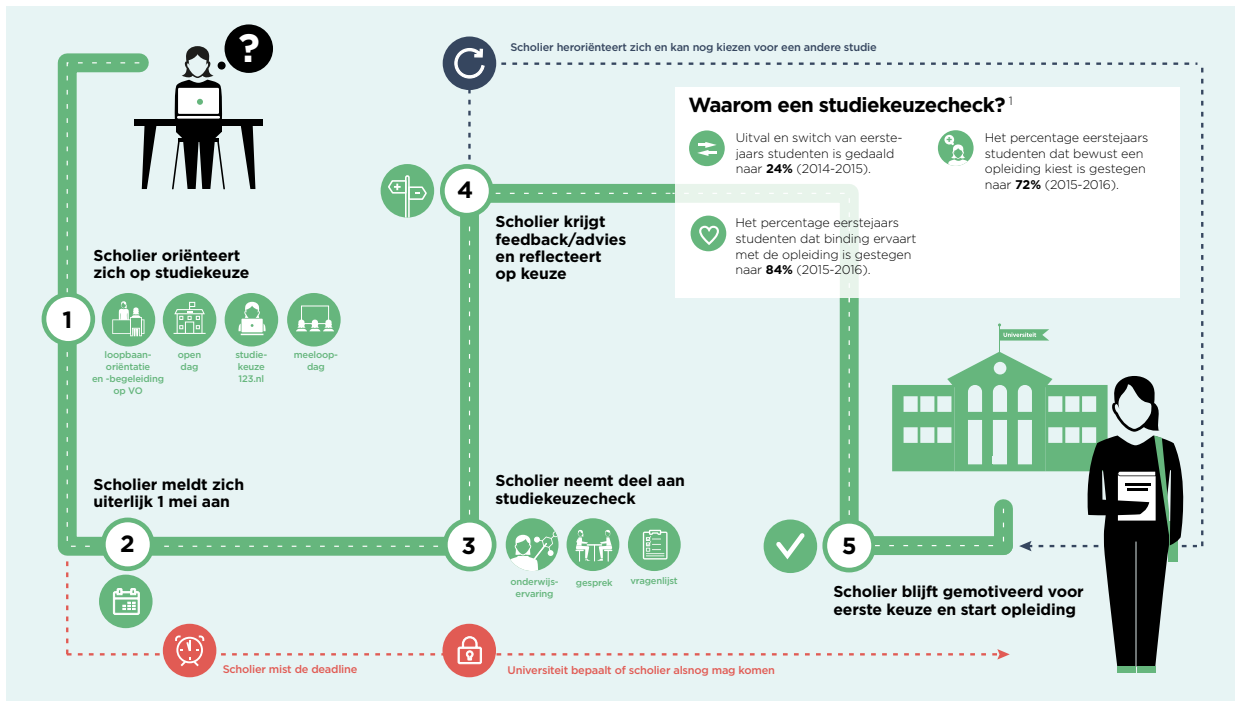 ?
Scholier heroriënteert zich en kan nog kiezen voor een andere studie
Waarom een studiekeuzecheck? 1
Uitval en switch van eerste-
jaars studenten is gedaald
naar 24% (2014-2015).
Het percentage eerstejaars
studenten dat bewust een
opleiding kiest is gestegen
naar 72% (2015-2016).
Het percentage eerstejaars
studenten dat binding ervaart
met de opleiding is gestegen
naar 84% (2015-2016).
4
Scholier krijgt
feedback/advies
en reflecteert
op keuze
Scholier oriënteert
zich op studiekeuze
1
loopbaan-
oriëntatie
en -begeleiding
op VO
open
dag
studie-
keuze
123.nl
meeloop-
dag
Universiteit
Scholier meldt zich
uiterlijk 1 mei aan
2
Scholier neemt deel aan
studiekeuzecheck
3
onderwijs-
ervaring
gesprek
vragenlijst
5
Scholier blijft gemotiveerd voor
eerste keuze en start opleiding
Scholier mist de deadline
Universiteit bepaalt of scholier alsnog mag komen